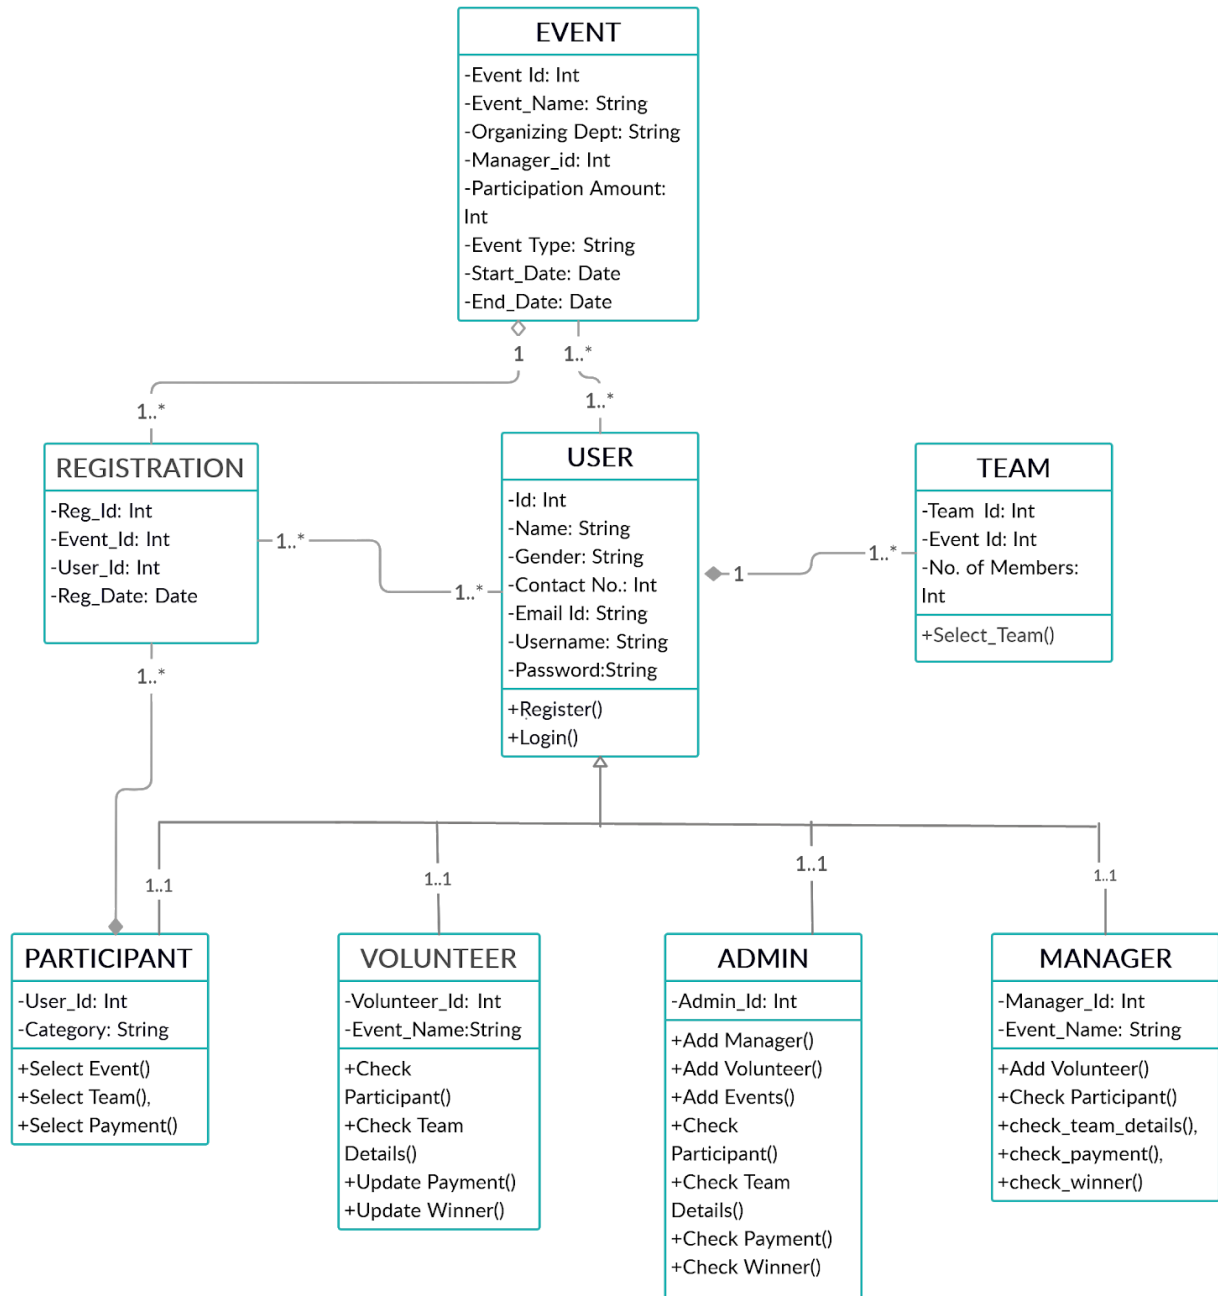 EVENT
-Event Id: Int
-Event_Name: String
-Organizing Dept: String
-Manager_id: Int
-Participation Amount:
Int
-Event Type: String
-Start_Date: Date
-End_Date: Date
1
1..*
1..*
1..*
REGISTRATION
-Reg_Id: Int
-Event_Id: Int
-User_Id: Int
-Reg_Date: Date
1..*
1..*
1..*
USER
-Id: Int
-Name: String
-Gender: String
-Contact No.: Int
-Email Id: String
-Username: String
-Password:String
+Register()
+Login()
1
1..*
TEAM
-Team Id: Int
-Event Id: Int
-No. of Members:
Int
+Select_Team()
1..1
1..1
1..1
1..1
PARTICIPANT
-User_Id: Int
-Category: String
+Select Event()
+Select Team(),
+Select Payment()
VOLUNTEER
-Volunteer_Id: Int
-Event_Name:String
+Check
Participant()
+Check Team
Details()
+Update Payment()
+Update Winner()
ADMIN
-Admin_Id: Int
+Add Manager()
+Add Volunteer()
+Add Events()
+Check
Participant()
+Check Team
Details()
+Check Payment()
+Check Winner()
MANAGER
-Manager_Id: Int
-Event_Name: String
+Add Volunteer()
+Check Participant()
+check_team_details(),
+check_payment(),
+check_winner()